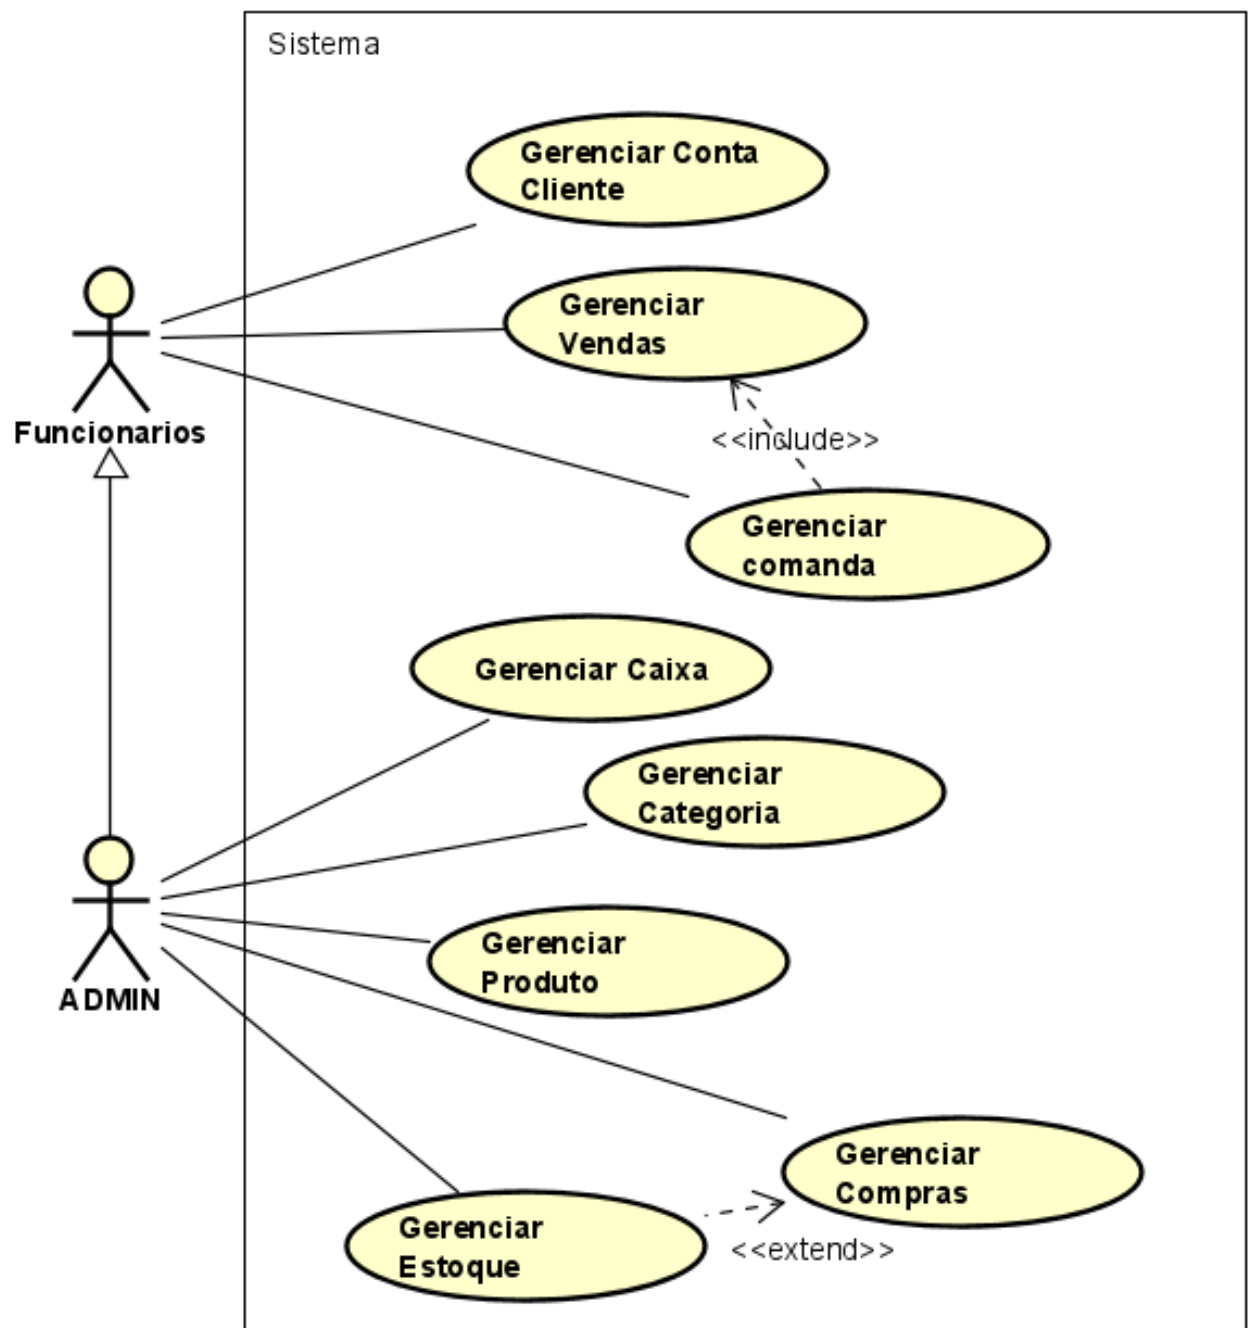 Sistema
Gerenciar Conta
Cliente
Gerenciar
Vendas
Funcionarios
<<include>>
Gerenciar
comanda
Gerenciar Caixa
Gerenciar
Categoria
Gerenciar
Produto
ADMIN
Gerenciar
Compras
Gerenciar
Estoque
<<extend>>